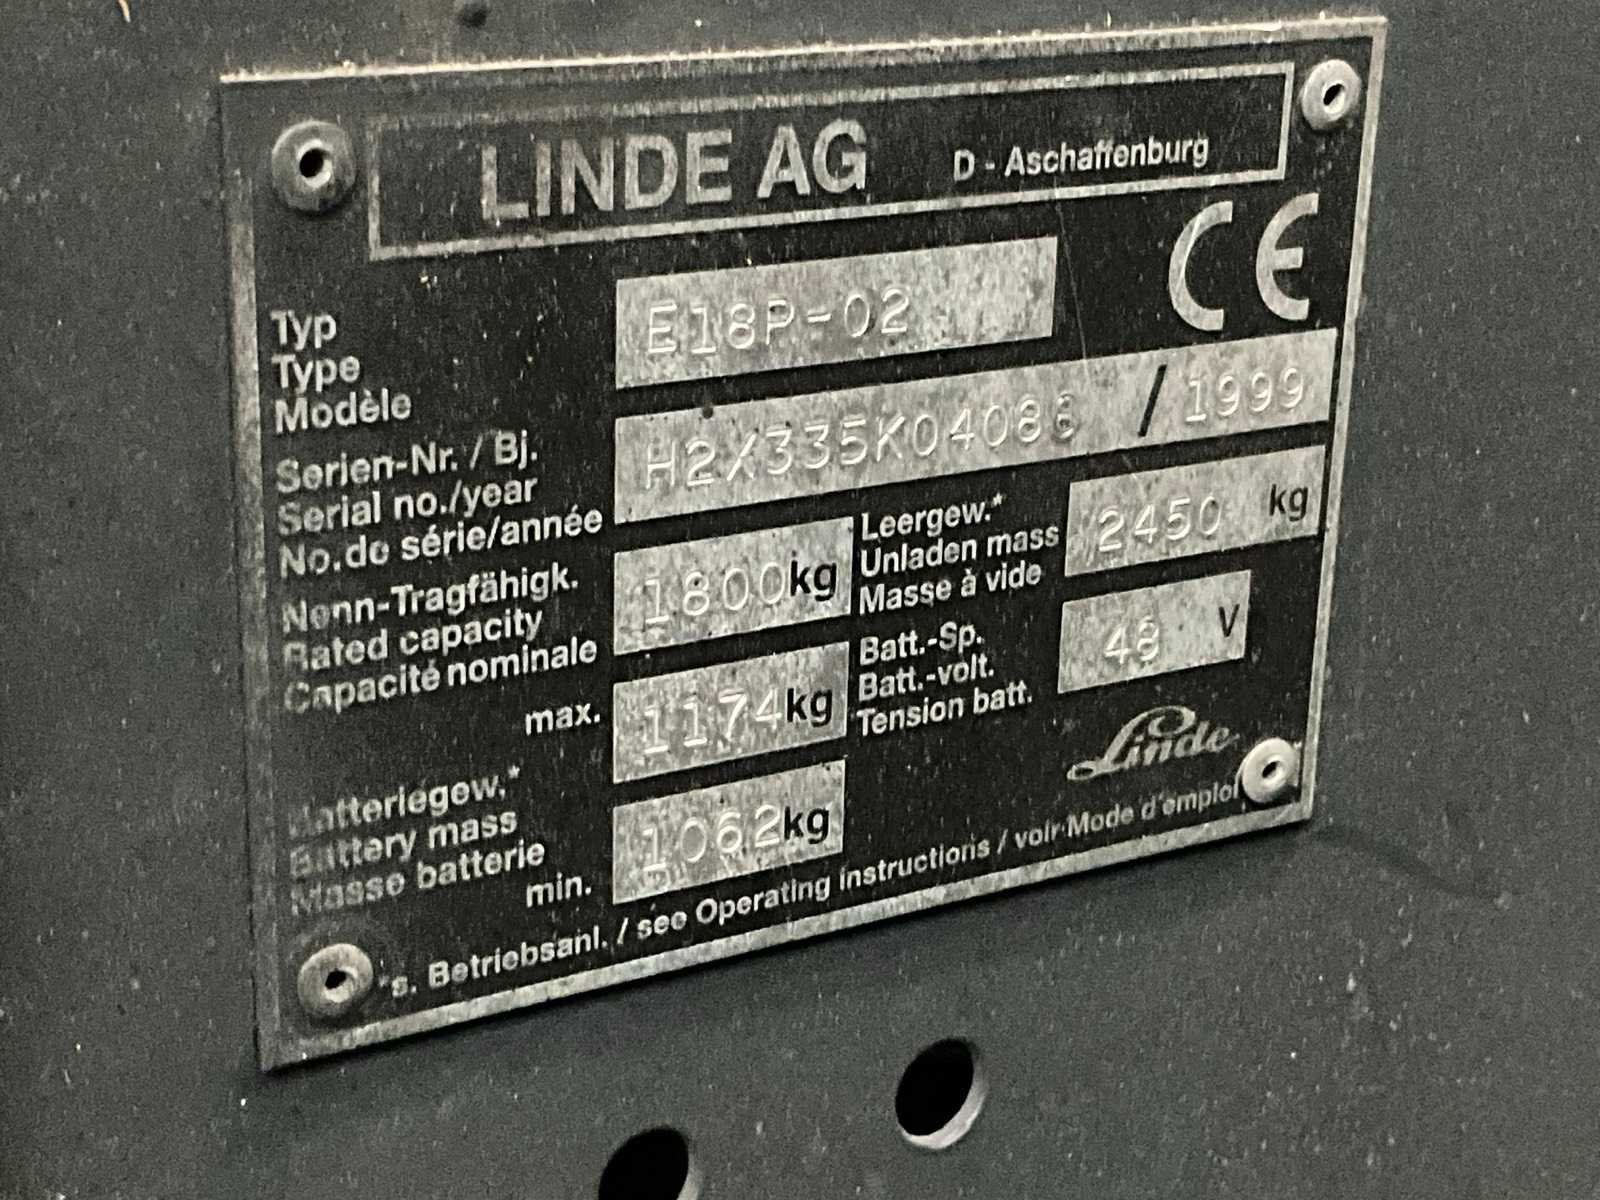 LINDE AG D - Aschaffenburg
CE
Typ
Type
Modèle
E18P-02
Serien-Nr. / Bj.
Serial no./year
No.de série/année
H2X335K04086 / 1999
Nenn-Tragfähigk.
Rated capacity
Capacité nominale
1800 kg
Leergew.*
Unladen mass
Masse à vide
2450 kg
Batteriegew.*
Battery mass
Masse batterie
max. 1174 kg
min. 1062 kg
Batt.-Sp.
Batt.-volt.
Tension batt.
48 V
Linde
*s. Betriebsanl. / see Operating instructions / voir Mode d'emploi